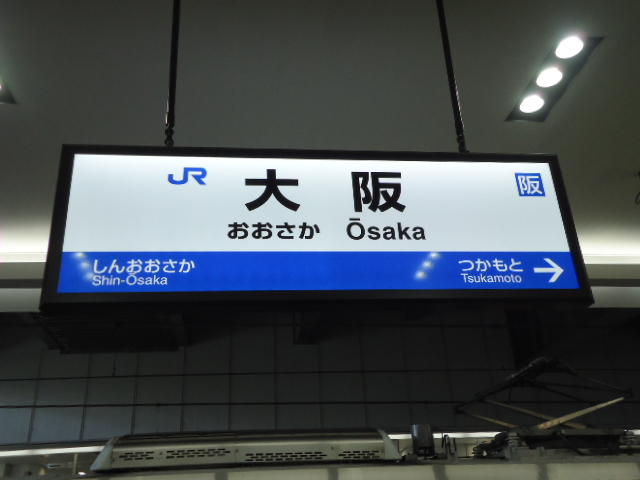 JR 大阪 阪
おおさか Ōsaka
しんおおさか つかもと →
Shin-Ōsaka Tsukamoto